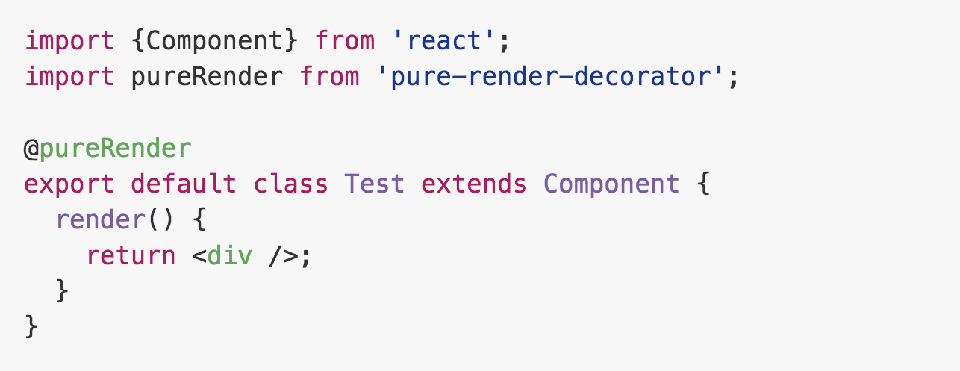 import {Component} from 'react';
import pureRender from 'pure-render-decorator';

@pureRender
export default class Test extends Component {
  render() {
    return <div />;
  }
}